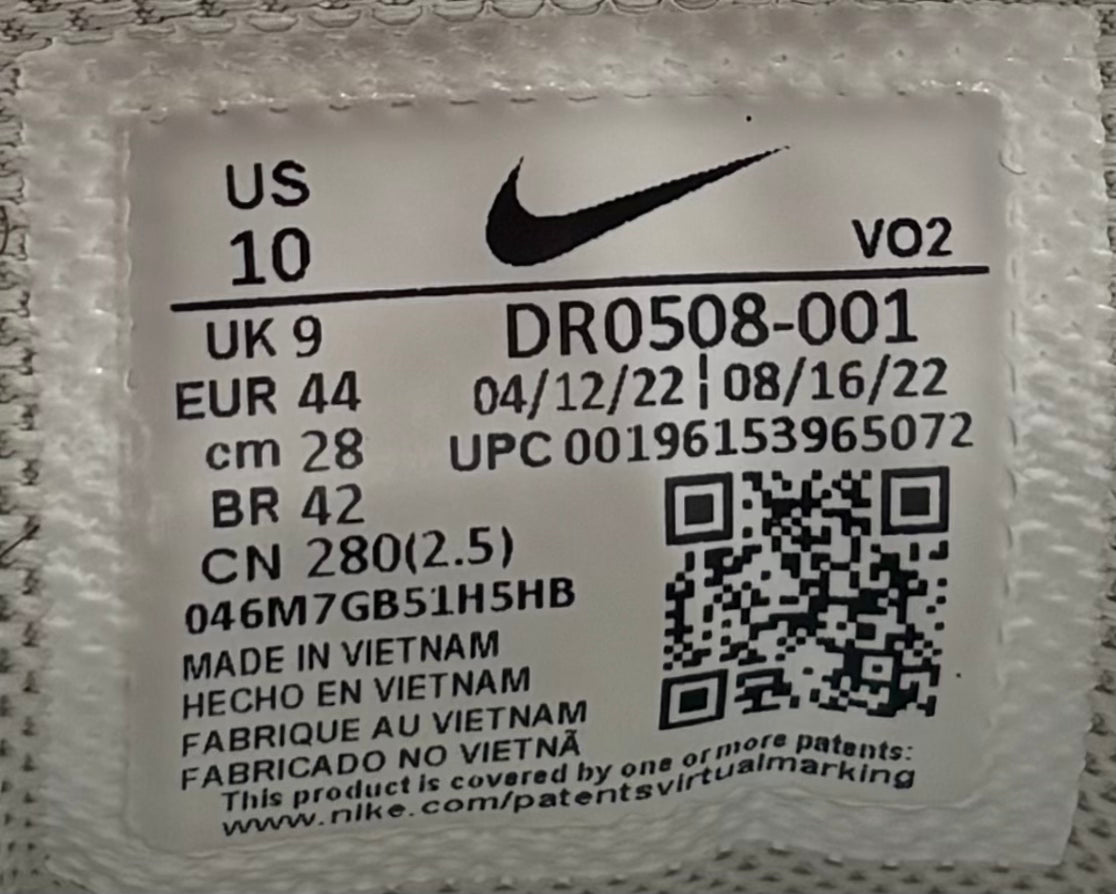 US
10
VO2
UK 9
DR0508-001
EUR 44
04/12/22¦08/16/22
cm 28
UPC 00196153965072
BR 42
CN 280(2.5)
046M7GB51H5HB
MADE IN VIETNAM
HECHO EN VIETNAM
FABRIQUE AU VIETNAM
FABRICADO NO VIETNÃ
This product is covered by one or more patents:
www.nike.com/patentsvirtualmarking